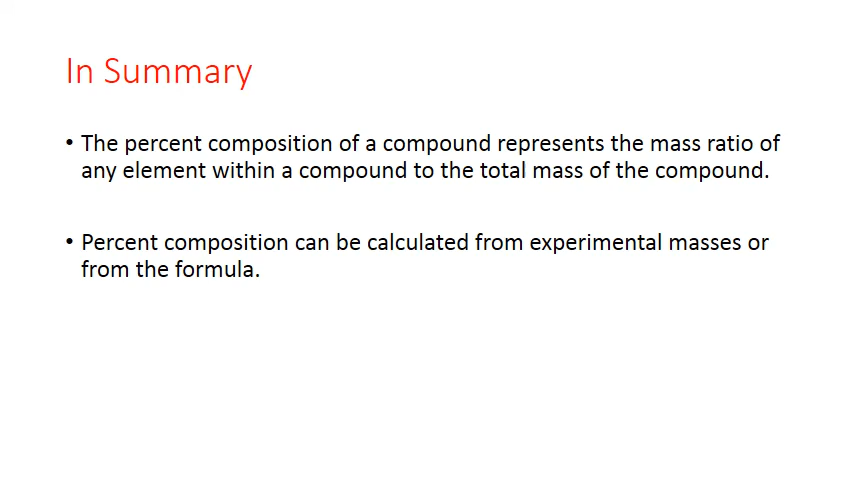 In Summary
• The percent composition of a compound represents the mass ratio of
any element within a compound to the total mass of the compound.
• Percent composition can be calculated from experimental masses or
from the formula.